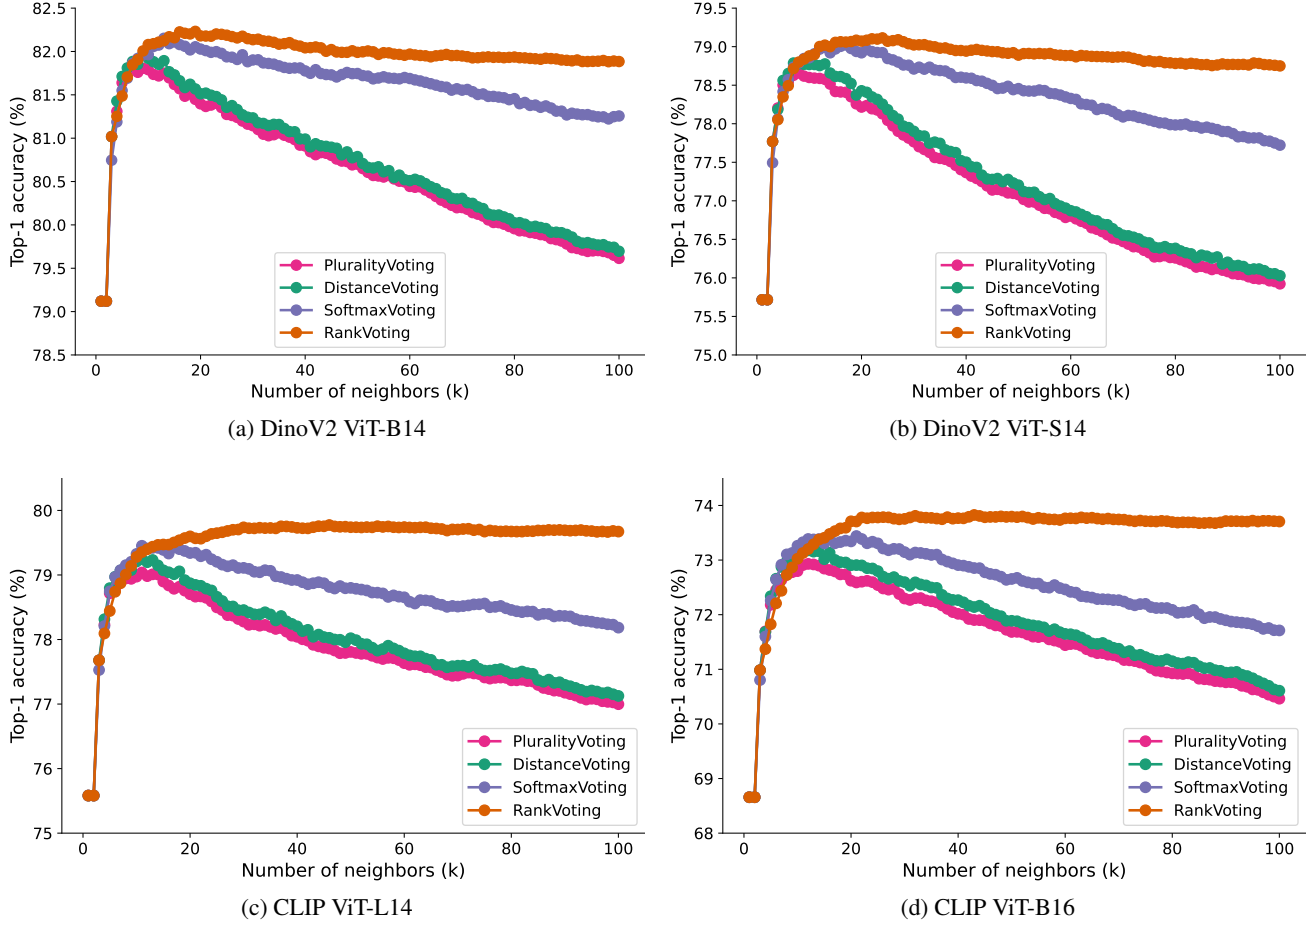 82.5
82.0
81.5
81.0
80.5
80.0
79.5
79.0
78.5
Top-1 accuracy (%)
PluralityVoting
DistanceVoting
SoftmaxVoting
RankVoting
0 20 40 60 80 100
Number of neighbors (k)
(a) DinoV2 ViT-B14
79.5
79.0
78.5
78.0
77.5
77.0
76.5
76.0
75.5
75.0
Top-1 accuracy (%)
PluralityVoting
DistanceVoting
SoftmaxVoting
RankVoting
0 20 40 60 80 100
Number of neighbors (k)
(b) DinoV2 ViT-S14
80
79
78
77
76
75
Top-1 accuracy (%)
PluralityVoting
DistanceVoting
SoftmaxVoting
RankVoting
0 20 40 60 80 100
Number of neighbors (k)
(c) CLIP ViT-L14
74
73
72
71
70
69
68
Top-1 accuracy (%)
PluralityVoting
DistanceVoting
SoftmaxVoting
RankVoting
0 20 40 60 80 100
Number of neighbors (k)
(d) CLIP ViT-B16